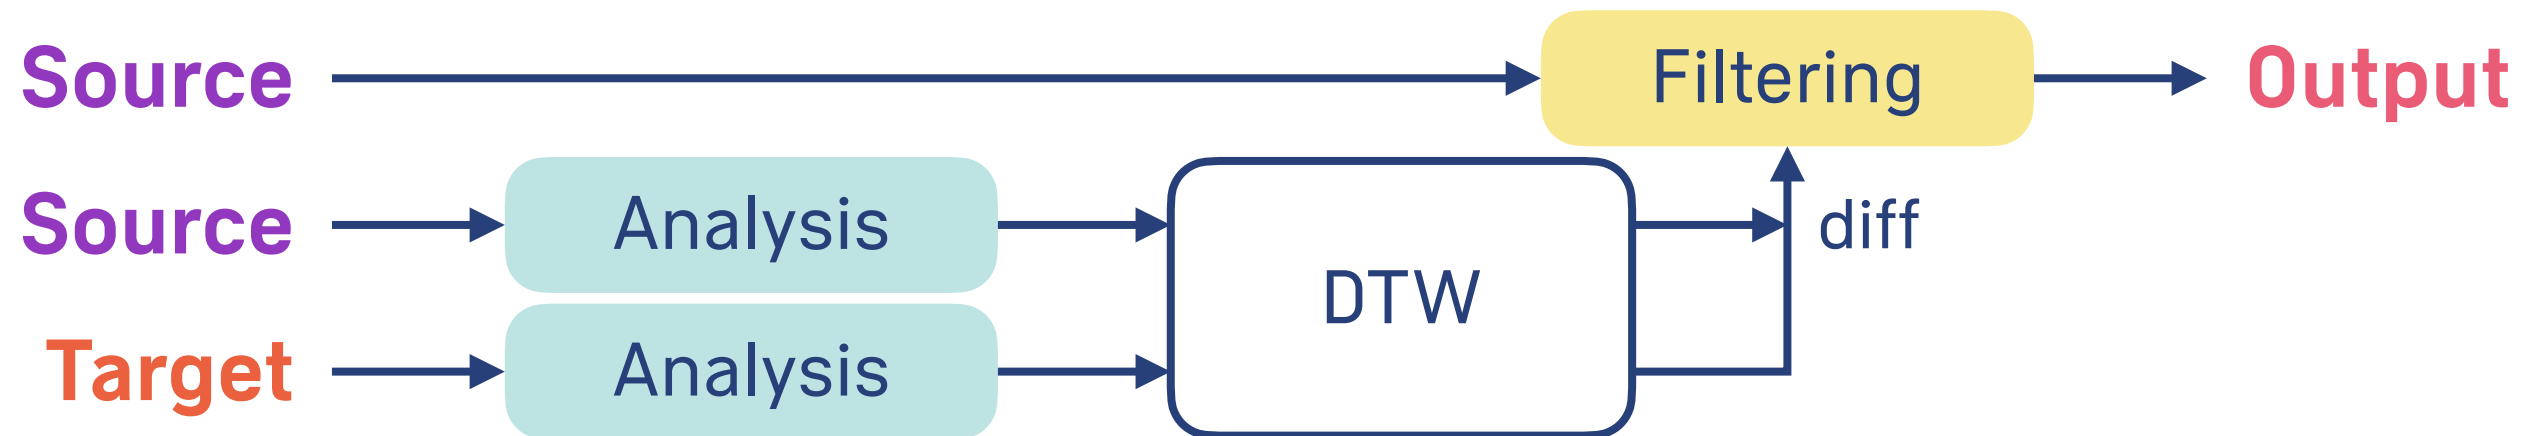 Source
Filtering
Output
Source
Analysis
diff
DTW
Target
Analysis